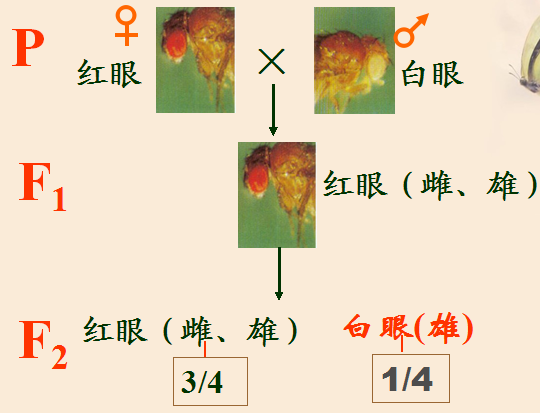 P ♀ 红眼 × ♂ 白眼
F1 红眼（雌、雄）
F2 红眼（雌、雄） 白眼(雄)
3/4 1/4